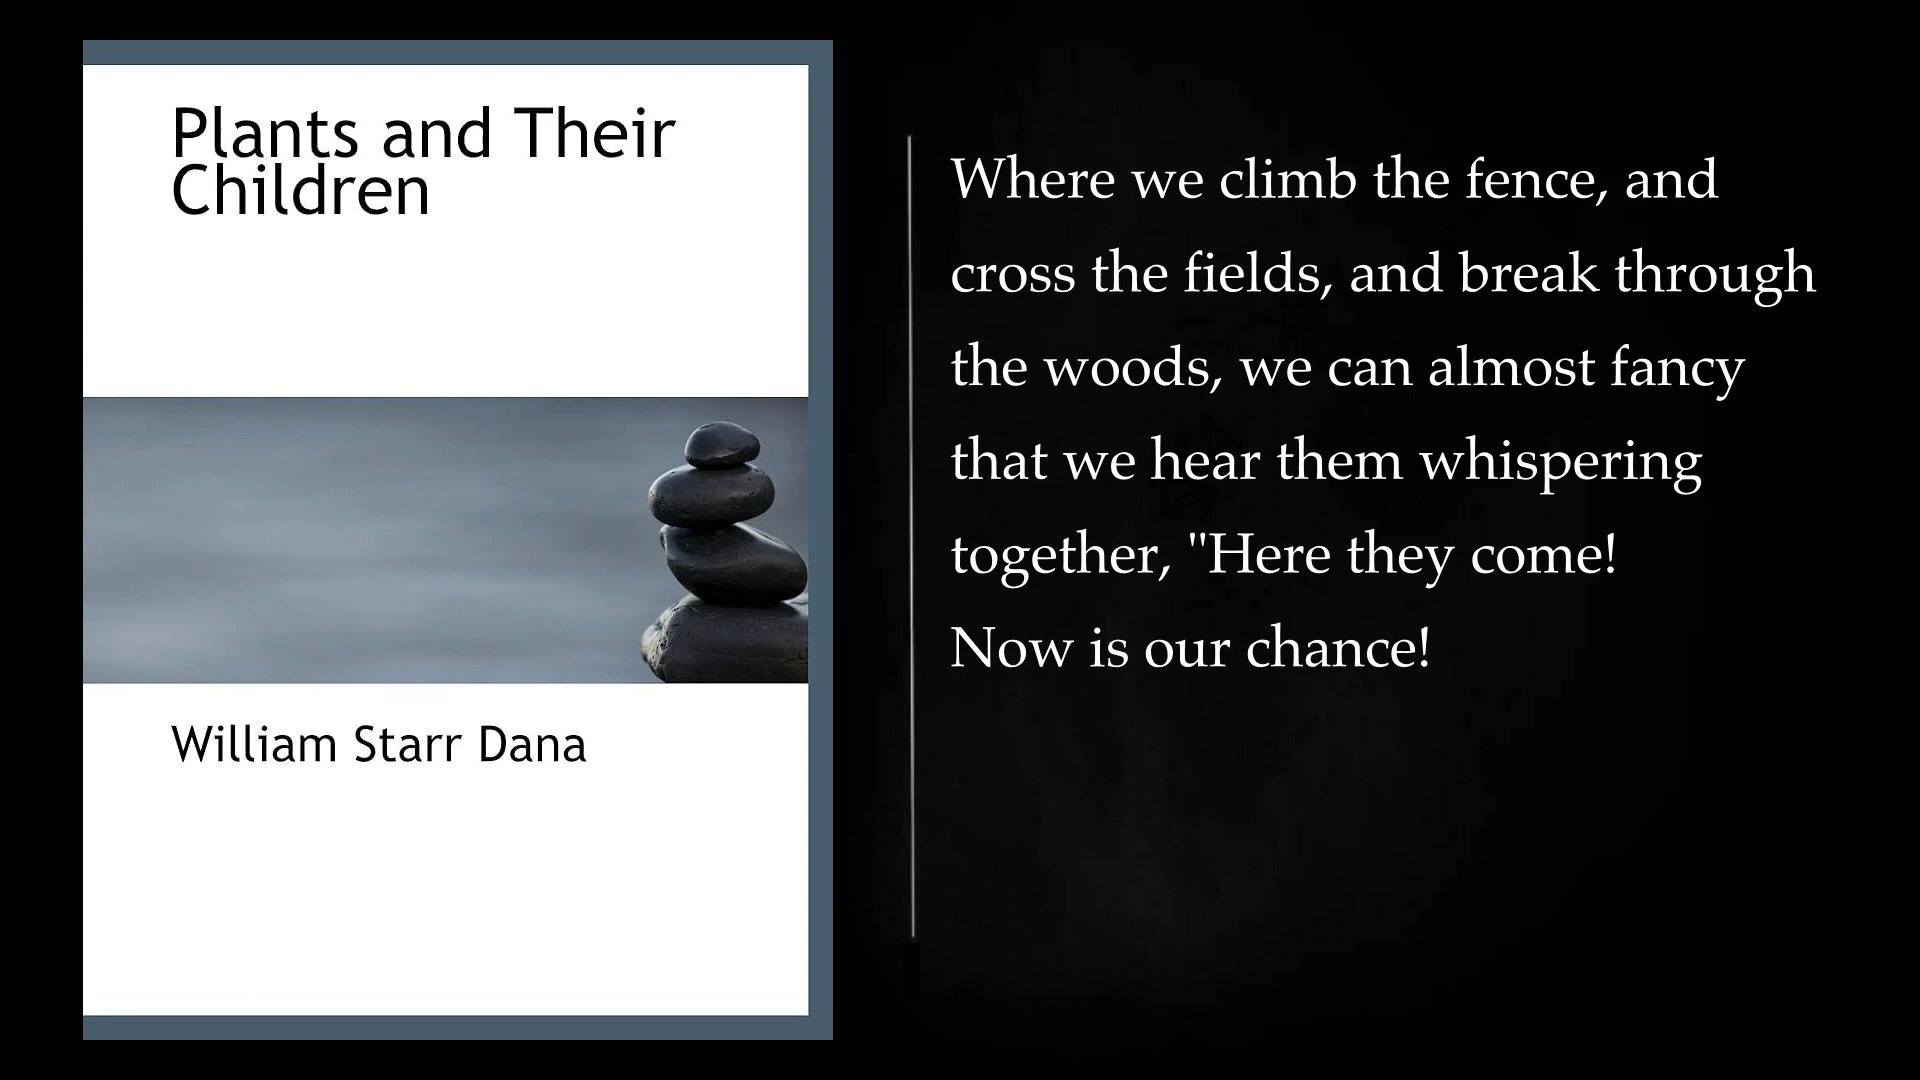 Plants and Their
Children
William Starr Dana
Where we climb the fence, and
cross the fields, and break through
the woods, we can almost fancy
that we hear them whispering
together, "Here they come!
Now is our chance!